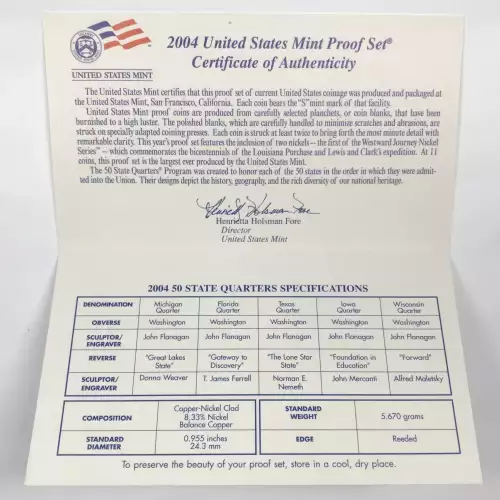 2004 United States Mint Proof Set®
Certificate of Authenticity
UNITED STATES MINT
The United States Mint certifies that this proof set of current United States coinage was produced and packaged at
the United States Mint, San Francisco, California. Each coin bears the "S" mint mark of that facility.
United States Mint proof coins are produced from carefully selected planchets, or coin blanks, that have been
burnished to a high luster. The polished blanks, which are carefully handled to minimize scratches and abrasions, are
struck on specially adapted coining presses. Each coin is struck at least twice to bring forth the most minute detail with
remarkable clarity. This year's proof set features the inclusion of two nickels — the first of the Westward Journey Nickel
Series™ – which commemorates the bicentennials of the Louisiana Purchase and Lewis and Clark's expedition. At 11
coins, this proof set is the largest ever produced by the United States Mint.
The 50 State Quarters® Program was created to honor each of the 50 states in the order in which they were admit-
ted into the Union. Their designs depict the history, geography, and the rich diversity of our national heritage.
Henrietta Holsman Fore
Henrietta Holsman Fore
Director
United States Mint
2004 50 STATE QUARTERS SPECIFICATIONS
DENOMINATION Michigan Quarter Florida Quarter Texas Quarter Iowa Quarter Wisconsin Quarter
OBVERSE Washington Washington Washington Washington Washington
SCULPTOR/ENGRAVER John Flanagan John Flanagan John Flanagan John Flanagan John Flanagan
REVERSE "Great Lakes State" "Gateway to Discovery" "The Lone Star State" "Foundation in Education" "Forward"
SCULPTOR/ENGRAVER Donna Weaver T. James Ferrell Norman E. Nemeth John Mercanti Alfred Maletsky
COMPOSITION Copper-Nickel Clad 8.33% Nickel Balance Copper STANDARD WEIGHT 5.670 grams
STANDARD DIAMETER 0.955 inches 24.3 mm EDGE Reeded
To preserve the beauty of your proof set, store in a cool, dry place.